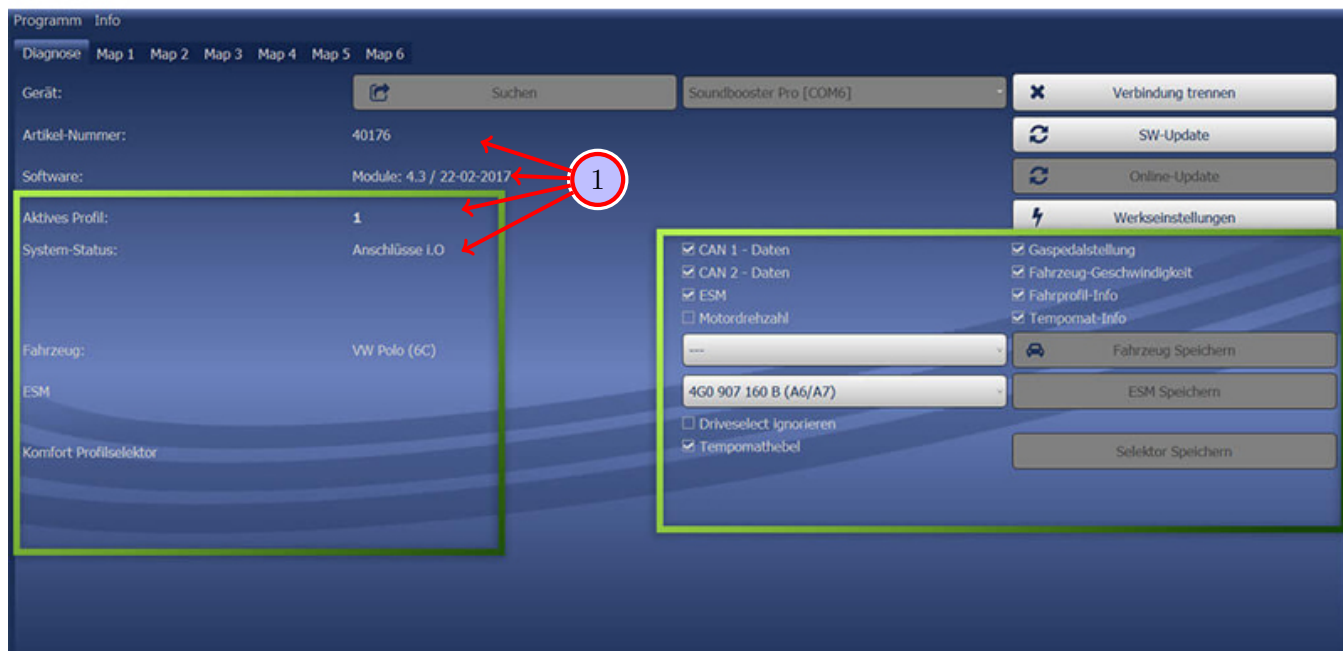 Programm Info
Diagnose Map 1 Map 2 Map 3 Map 4 Map 5 Map 6
Gerät: Suchen Soundbooster Pro [COM6] Verbindung trennen
Artikel-Nummer: 40176 SW-Update
Software: Module: 4.3 / 22-02-2017 1 Online-Update
Aktives Profil: 1 Werkseinstellungen
System-Status: Anschlüsse i.O CAN 1 - Daten Gaspedalstellung
CAN 2 - Daten Fahrzeug-Geschwindigkeit
ESM Fahrprofil-Info
Motordrehzahl Tempomat-Info
Fahrzeug: VW Polo (6C) --- Fahrzeug Speichern
ESM 4G0 907 160 B (A6/A7) ESM Speichern
Driveselect ignorieren
Komfort Profilselektor Tempomathebel Selektor Speichern